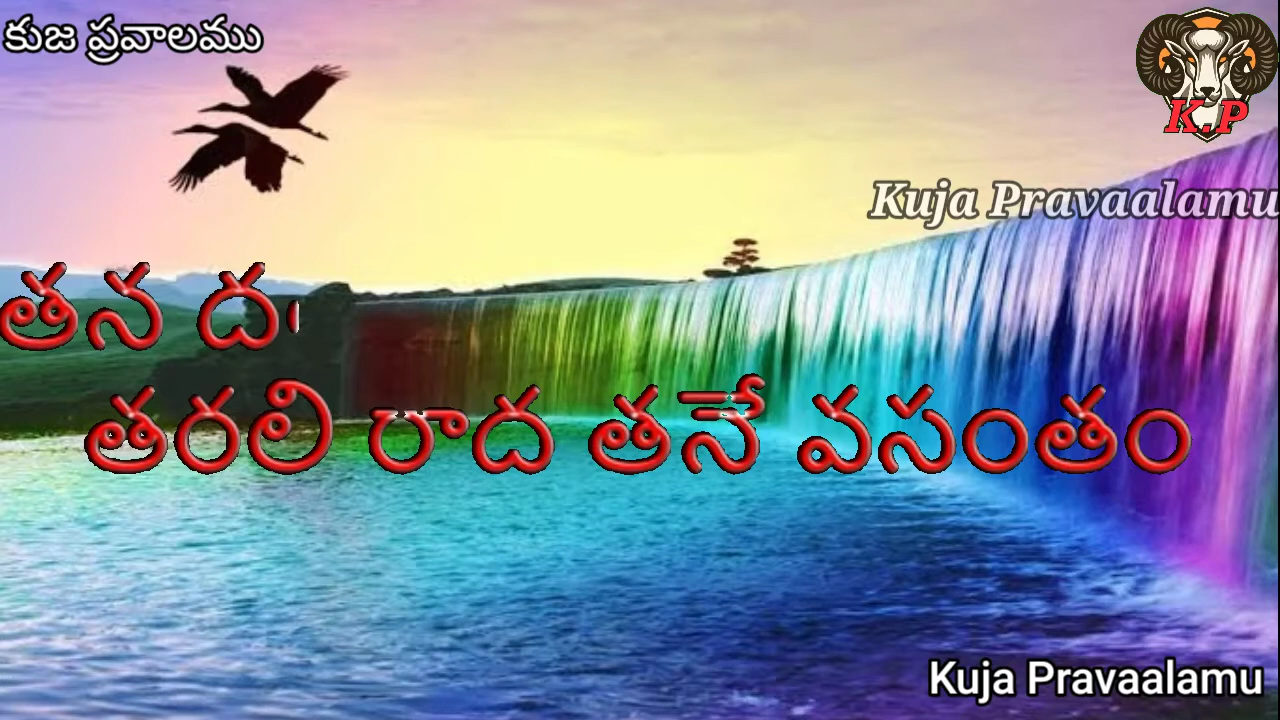 కుజ ప్రవాలము
K.P
Kuja Pravaalamu
తన
తరలి రాద తనే వసంతం
Kuja Pravaalamu